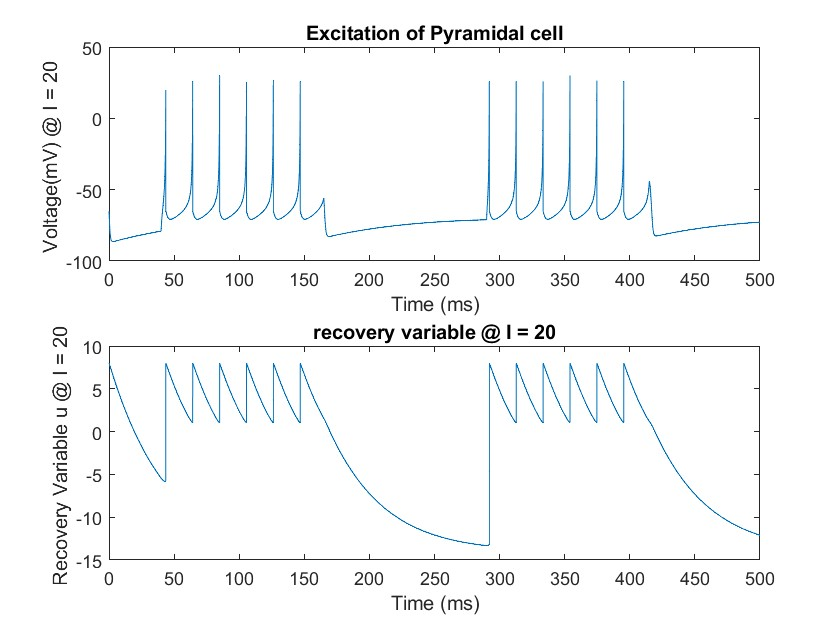 Excitation of Pyramidal cell
Voltage(mV) @ I = 20
50
0
-50
-100
0 50 100 150 200 250 300 350 400 450 500
Time (ms)
recovery variable @ I = 20
Recovery Variable u @ I = 20
10
5
0
-5
-10
-15
0 50 100 150 200 250 300 350 400 450 500
Time (ms)